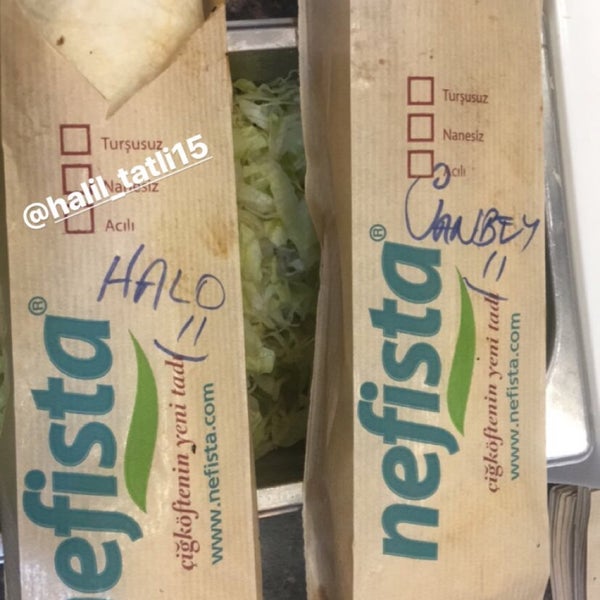 Turşusuz
Nanesiz
Acılı
@halil_tatli15
HALO
nefista®
çiğköftenin yeni tadı
www.nefista.com
Turşusuz
Nanesiz
Acılı
CANBEY
nefista®
çiğköftenin yeni tadı
www.nefista.com